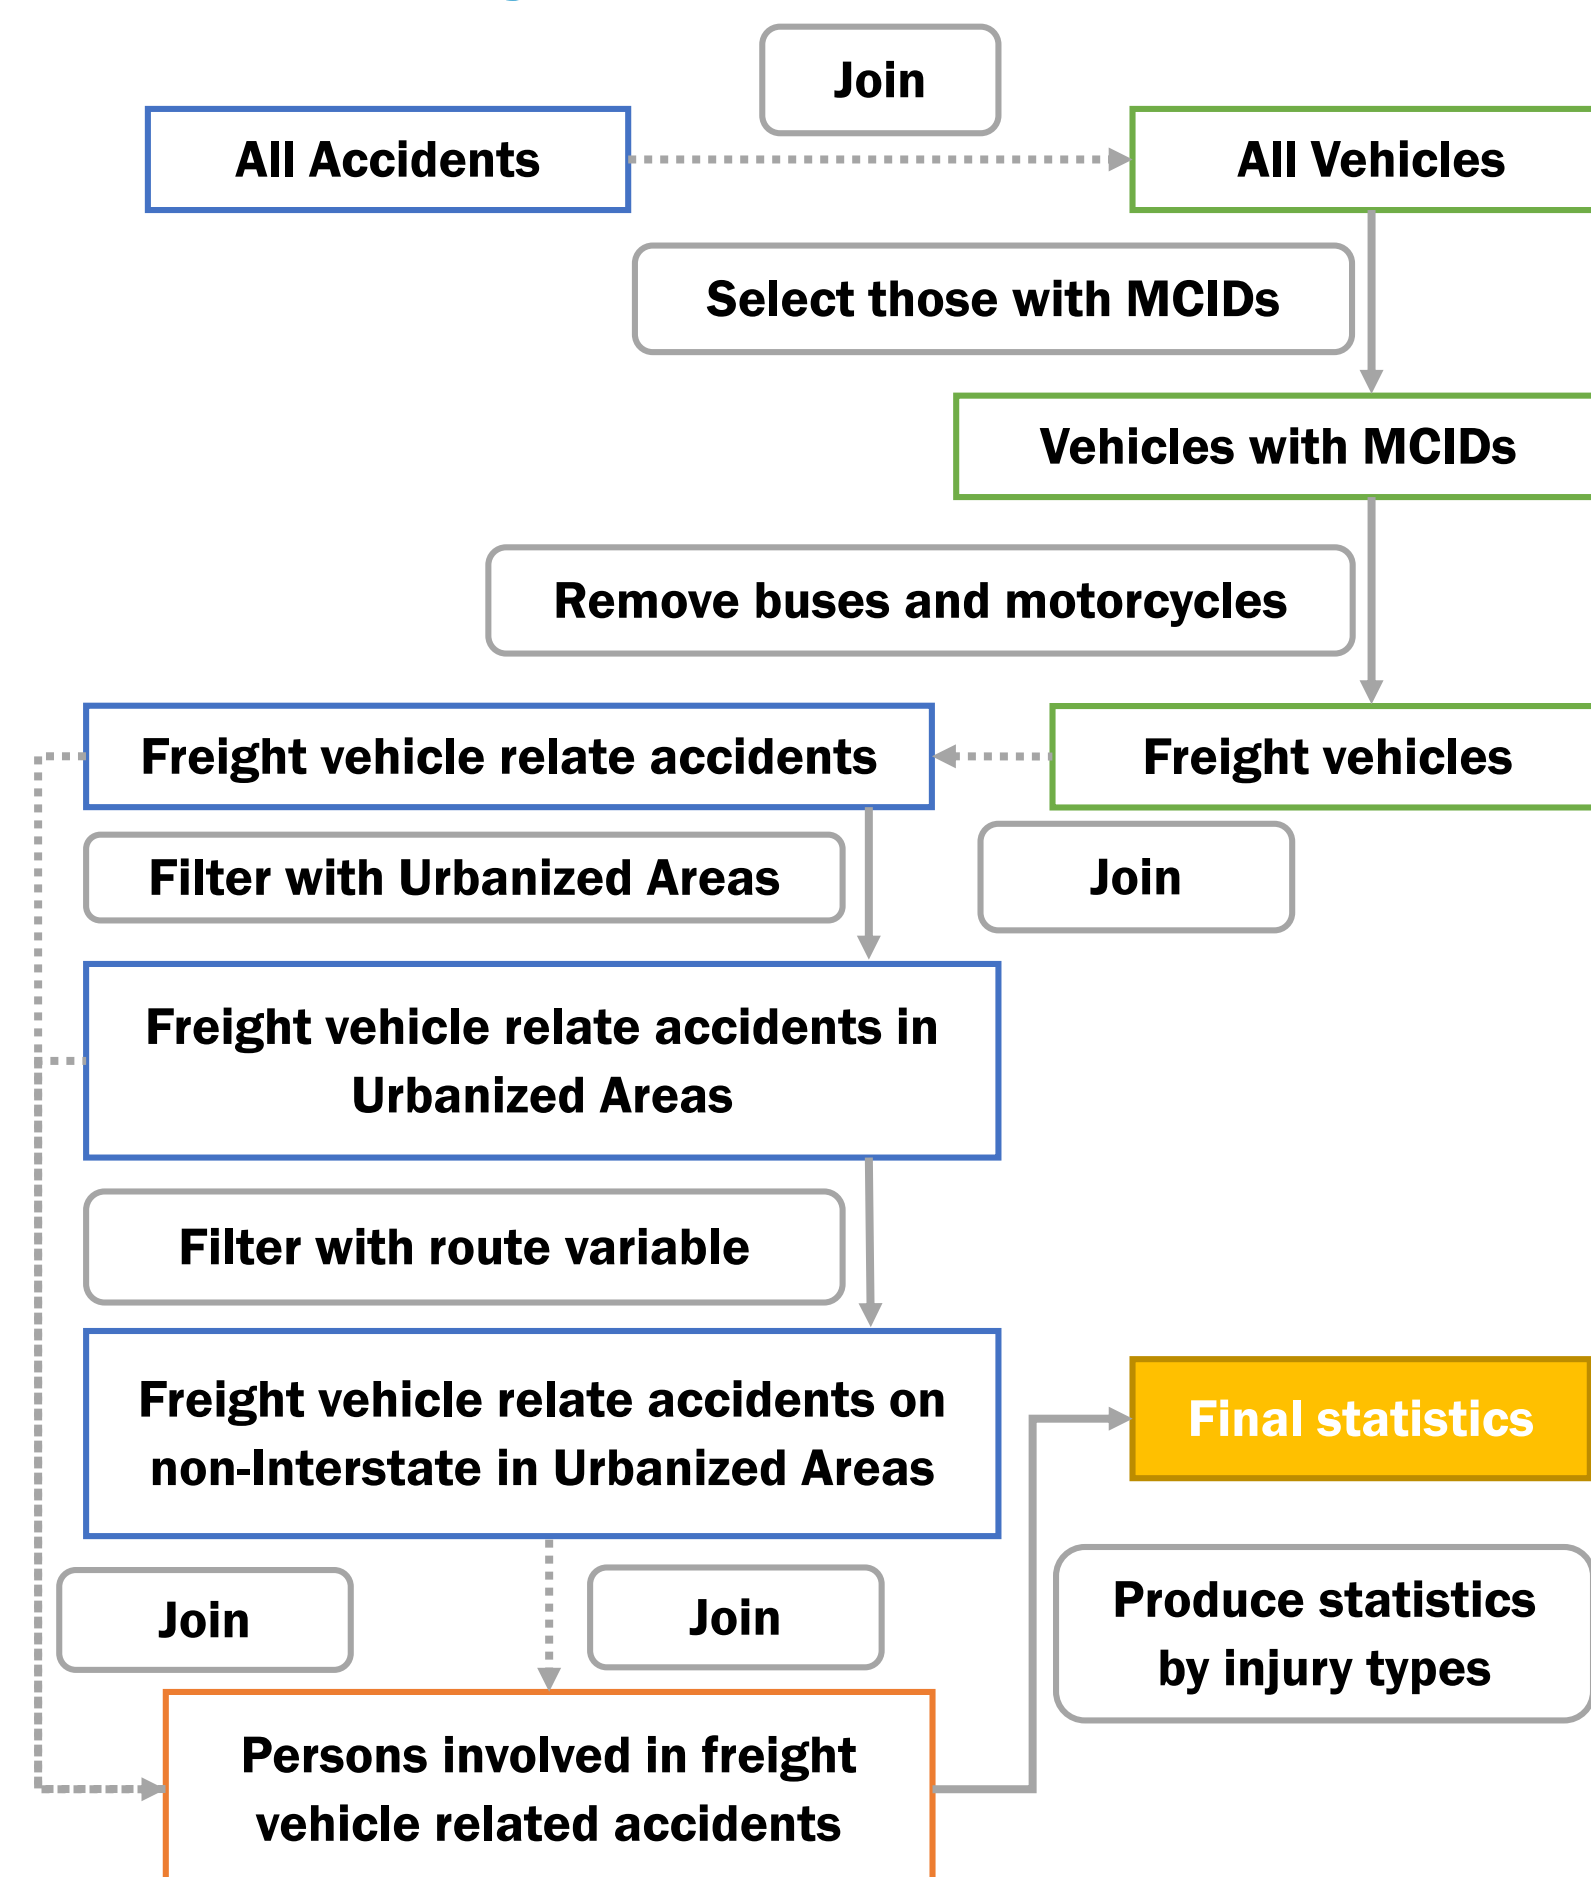 Join
All Accidents
All Vehicles
Select those with MCIDs
Vehicles with MCIDs
Remove buses and motorcycles
Freight vehicle relate accidents
Freight vehicles
Filter with Urbanized Areas
Join
Freight vehicle relate accidents in
Urbanized Areas
Filter with route variable
Freight vehicle relate accidents on
non-Interstate in Urbanized Areas
Final statistics
Join
Join
Produce statistics
by injury types
Persons involved in freight
vehicle related accidents